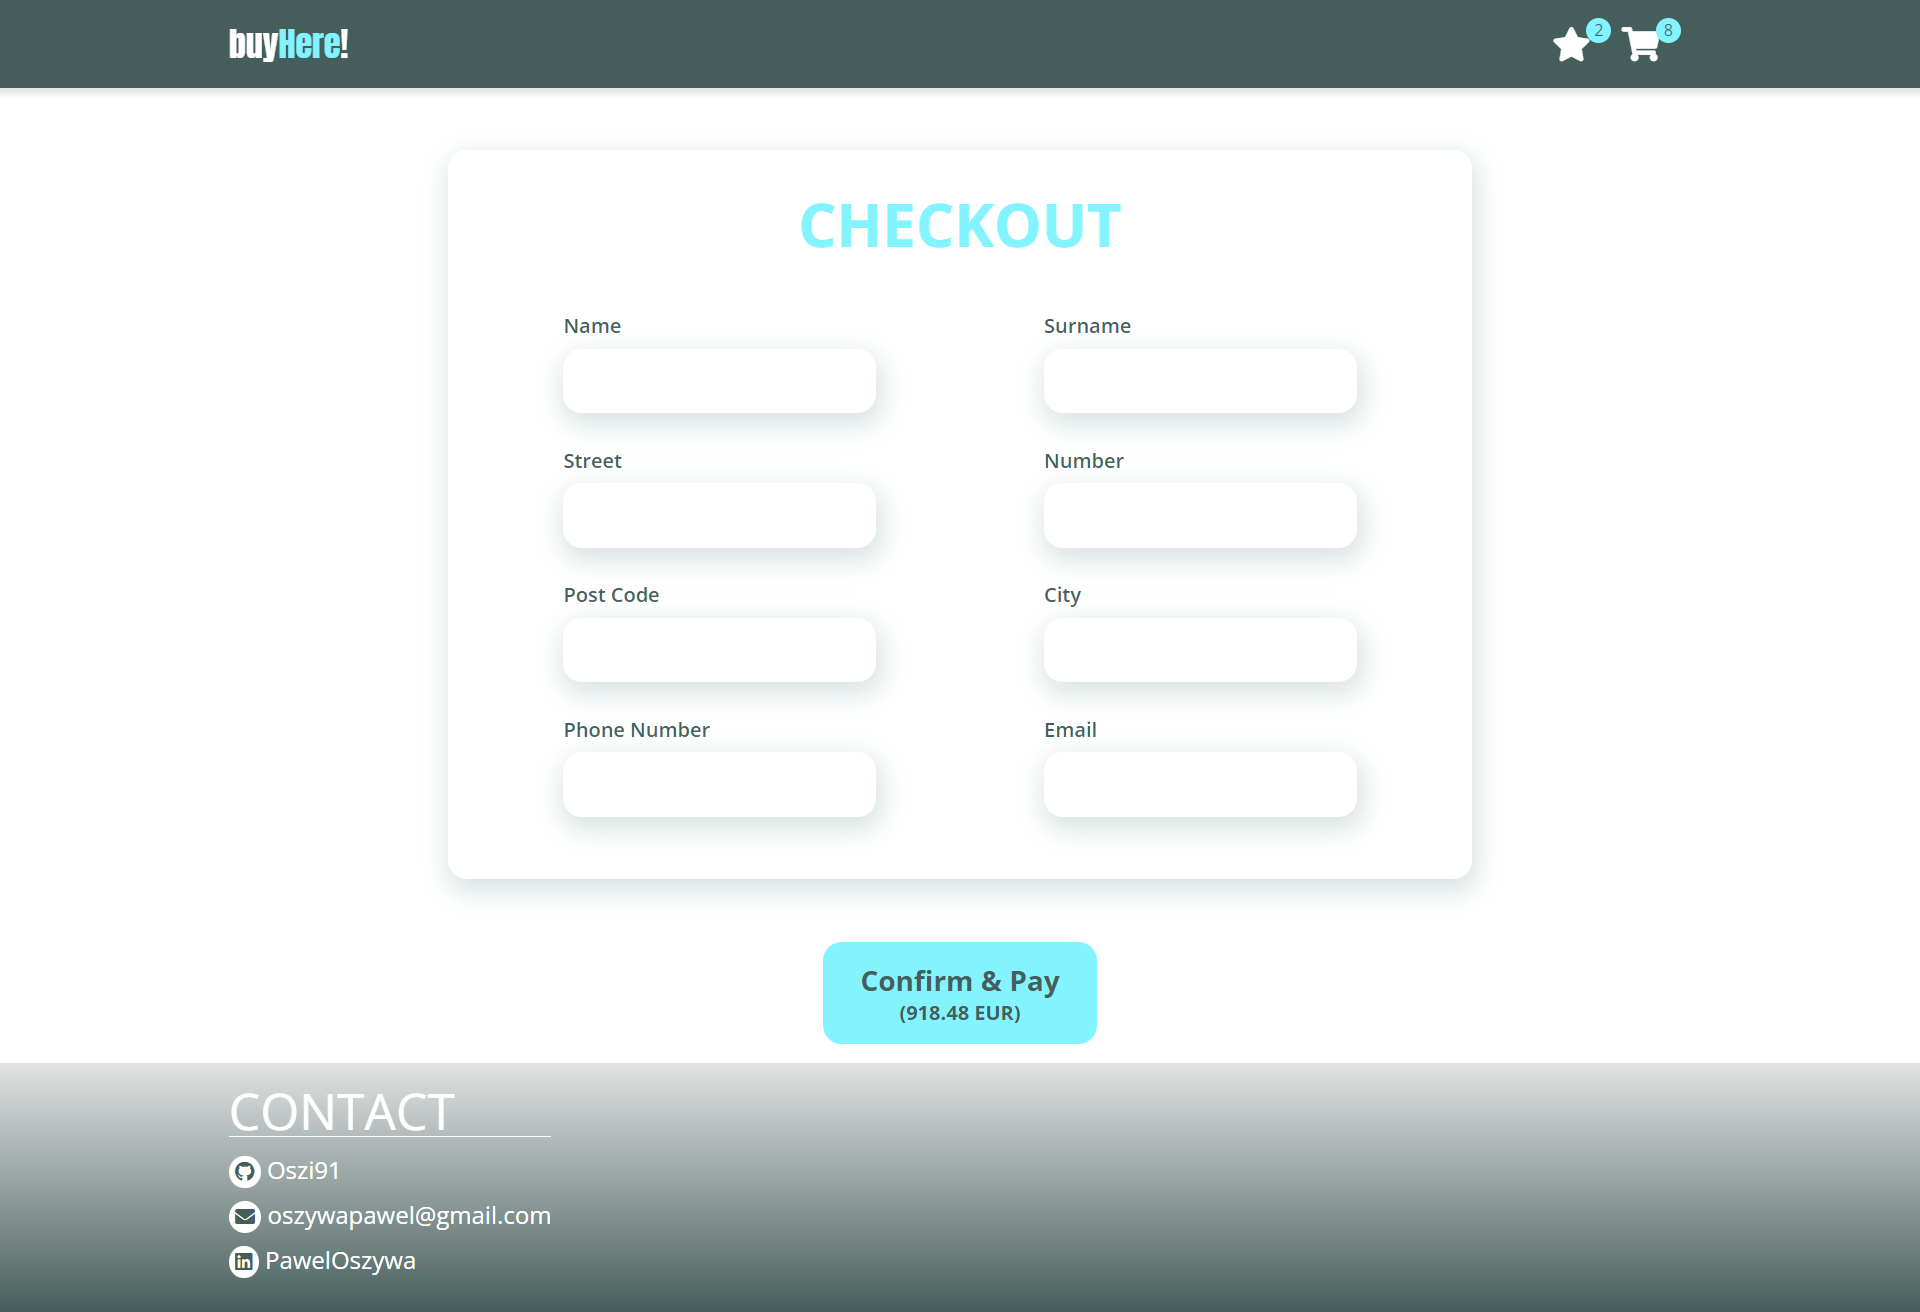 buyHere!
2
8
CHECKOUT
Name
Surname
Street
Number
Post Code
City
Phone Number
Email
Confirm & Pay
(918.48 EUR)
CONTACT
Oszi91
oszywapawel@gmail.com
in PawelOszywa